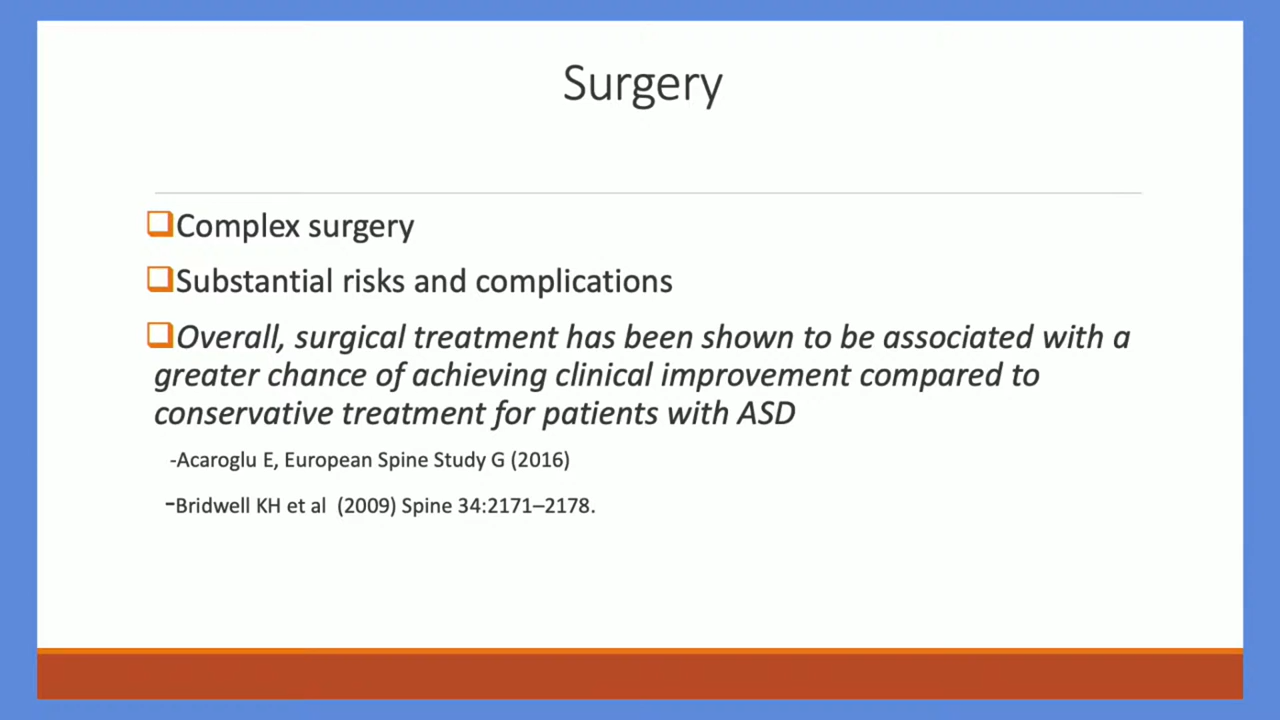 Surgery
Complex surgery
Substantial risks and complications
Overall, surgical treatment has been shown to be associated with a
greater chance of achieving clinical improvement compared to
conservative treatment for patients with ASD
-Acaroglu E, European Spine Study G (2016)
-Bridwell KH et al (2009) Spine 34:2171–2178.